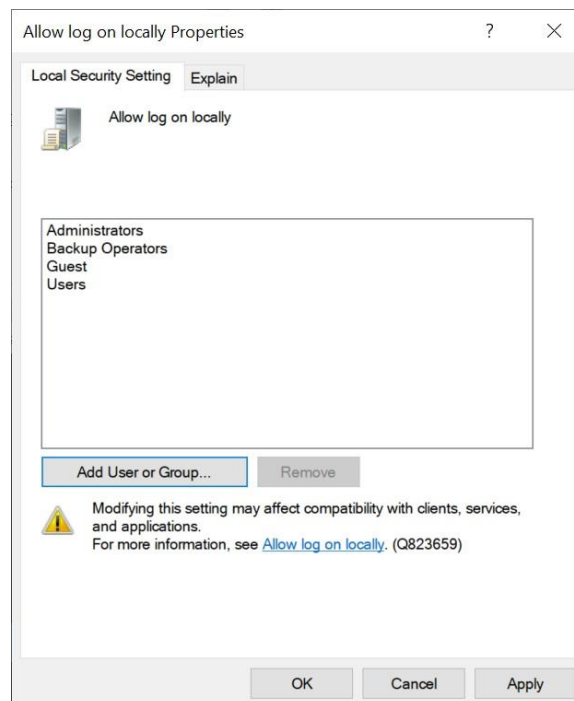 Allow log on locally Properties
?
Local Security Setting
Explain
Allow log on locally
Administrators
Backup Operators
Guest
Users
Add User or Group...
Remove
Modifying this setting may affect compatibility with clients, services,
and applications.
For more information, see Allow log on locally. (Q823659)
OK
Cancel
Apply